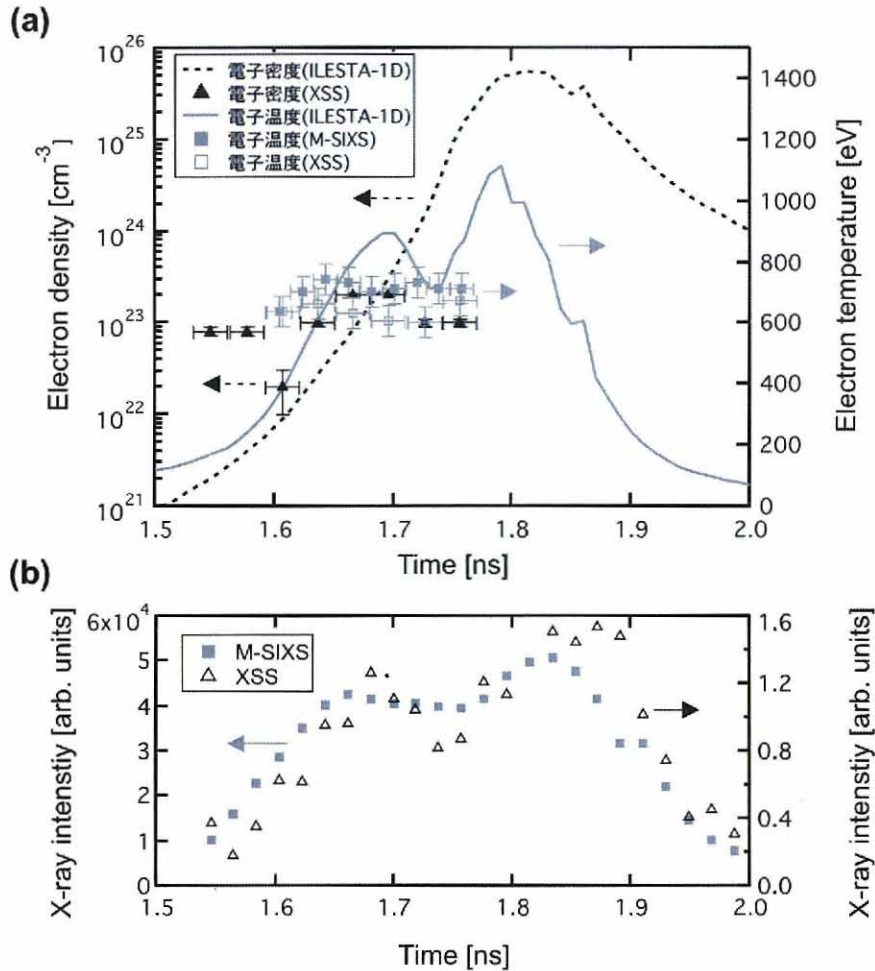 (a)
10^26
10^25
10^24
10^23
10^22
10^21
Electron density [cm^-3]
電子密度(ILESTA-1D)
電子密度(XSS)
電子温度(ILESTA-1D)
電子温度(M-SIXS)
電子温度(XSS)
1400
1200
1000
800
600
400
200
0
Electron temperature [eV]
1.5 1.6 1.7 1.8 1.9 2.0
Time [ns]
(b)
6x10^4
5
4
3
2
1
0
X-ray intenstiy [arb. units]
M-SIXS
XSS
1.6
1.2
0.8
0.4
0.0
X-ray intenstiy [arb. units]
1.5 1.6 1.7 1.8 1.9 2.0
Time [ns]